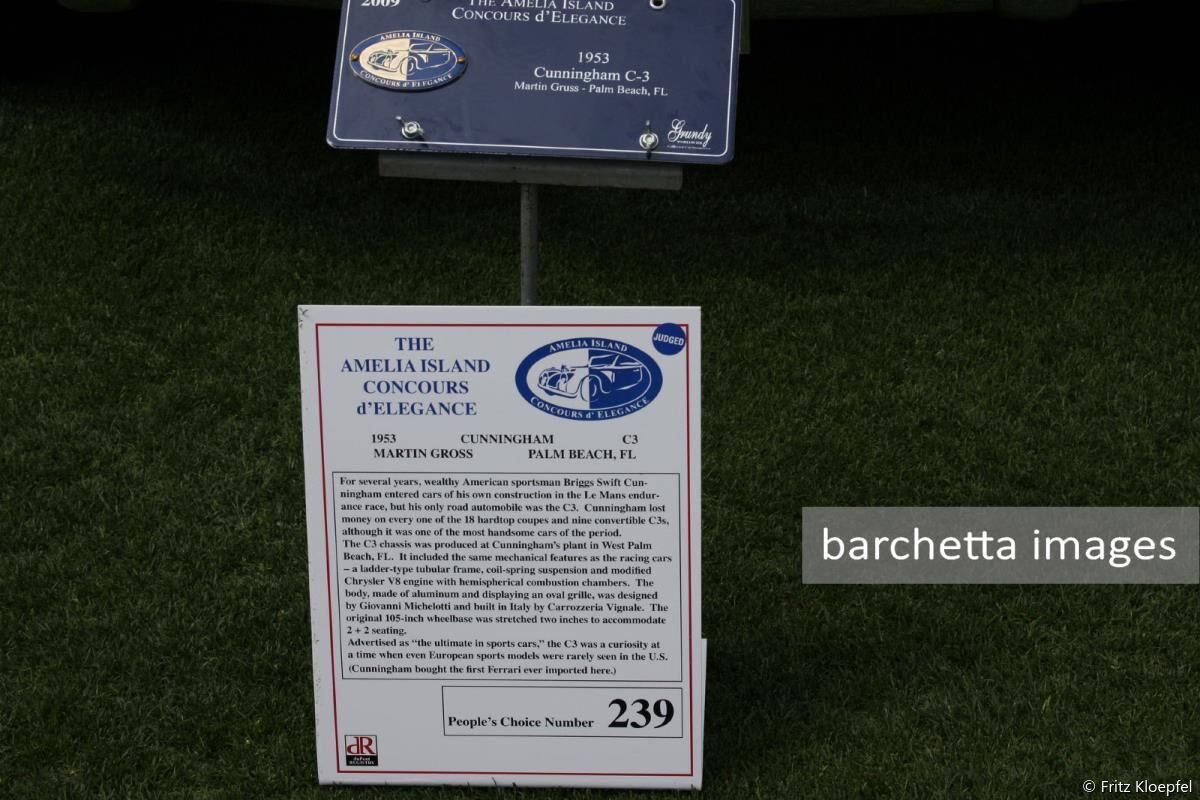 2009
THE AMELIA ISLAND
CONCOURS d'ELEGANCE
AMELIA ISLAND
CONCOURS d' ELEGANCE
1953
Cunningham C-3
Martin Gruss - Palm Beach, FL
Grundy
THE
AMELIA ISLAND
CONCOURS
d'ELEGANCE
AMELIA ISLAND
CONCOURS d' ELEGANCE
JUDGED
1953 CUNNINGHAM C3
MARTIN GROSS PALM BEACH, FL
For several years, wealthy American sportsman Briggs Swift Cun-
ningham entered cars of his own construction in the Le Mans endur-
ance race, but his only road automobile was the C3. Cunningham lost
money on every one of the 18 hardtop coupes and nine convertible C3s,
although it was one of the most handsome cars of the period.
The C3 chassis was produced at Cunningham's plant in West Palm
Beach, FL. It included the same mechanical features as the racing cars
– a ladder-type tubular frame, coil-spring suspension and modified
Chrysler V8 engine with hemispherical combustion chambers. The
body, made of aluminum and displaying an oval grille, was designed
by Giovanni Michelotti and built in Italy by Carrozzeria Vignale. The
original 105-inch wheelbase was stretched two inches to accommodate
2 + 2 seating.
Advertised as “the ultimate in sports cars,” the C3 was a curiosity at
a time when even European sports models were rarely seen in the U.S.
(Cunningham bought the first Ferrari ever imported here.)
People's Choice Number 239
dR
duPont
REGISTRY
barchetta images
© Fritz Kloepfel